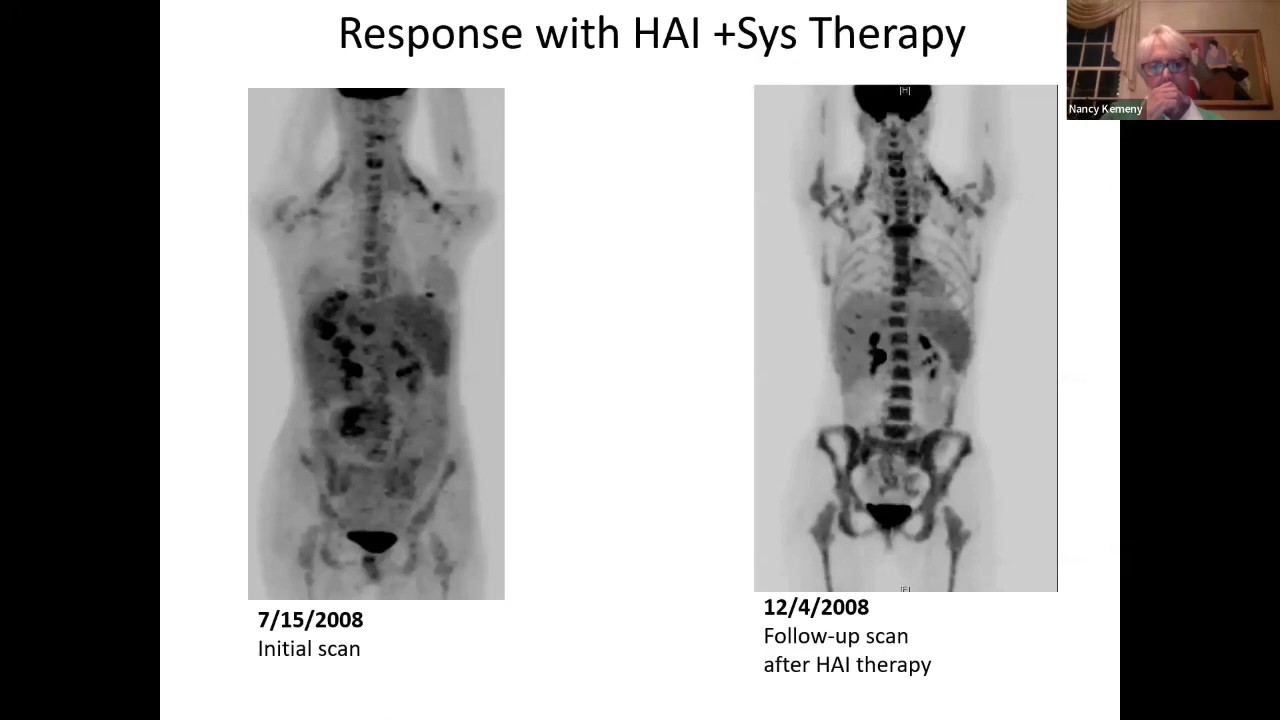 Response with HAI +Sys Therapy
Nancy Kemeny
[H]
7/15/2008
Initial scan
[F]
12/4/2008
Follow-up scan
after HAI therapy